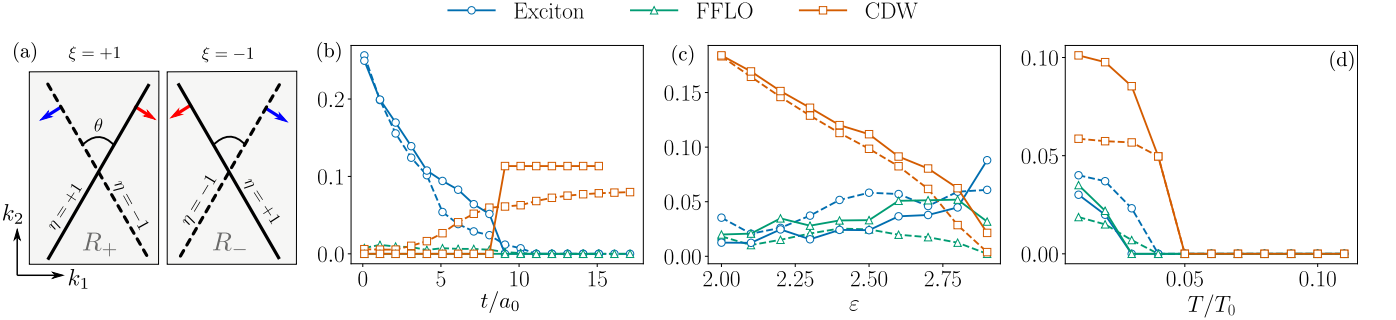 Exciton FFLO CDW
(a) ξ = +1 ξ = −1
θ
η = +1 η = −1 η = −1 η = +1
R₊ R₋
k₂
k₁
(b)
0.2
0.1
0.0
0 5 10 15
t/a₀
(c)
0.15
0.10
0.05
0.00
2.00 2.25 2.50 2.75
ε
(d)
0.10
0.05
0.00
0.05 0.10
T/T₀